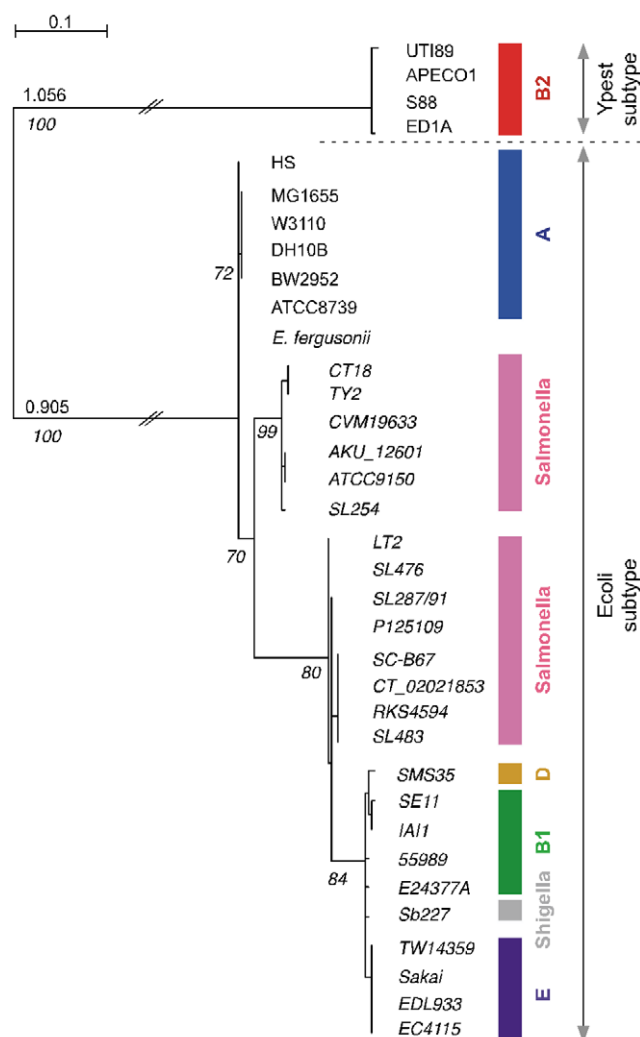 0.1
UTI89
APECO1
S88
ED1A
B2
Ypest
subtype
1.056
100
HS
MG1655
W3110
DH10B
BW2952
ATCC8739
A
72
E. fergusonii
0.905
100
CT18
TY2
CVM19633
AKU_12601
ATCC9150
SL254
Salmonella
99
70
LT2
SL476
SL287/91
P125109
SC-B67
CT_02021853
RKS4594
SL483
Salmonella
80
Ecoli
subtype
SMS35
D
SE11
IAI1
55989
E24377A
B1
84
Sb227
Shigella
TW14359
Sakai
EDL933
EC4115
E